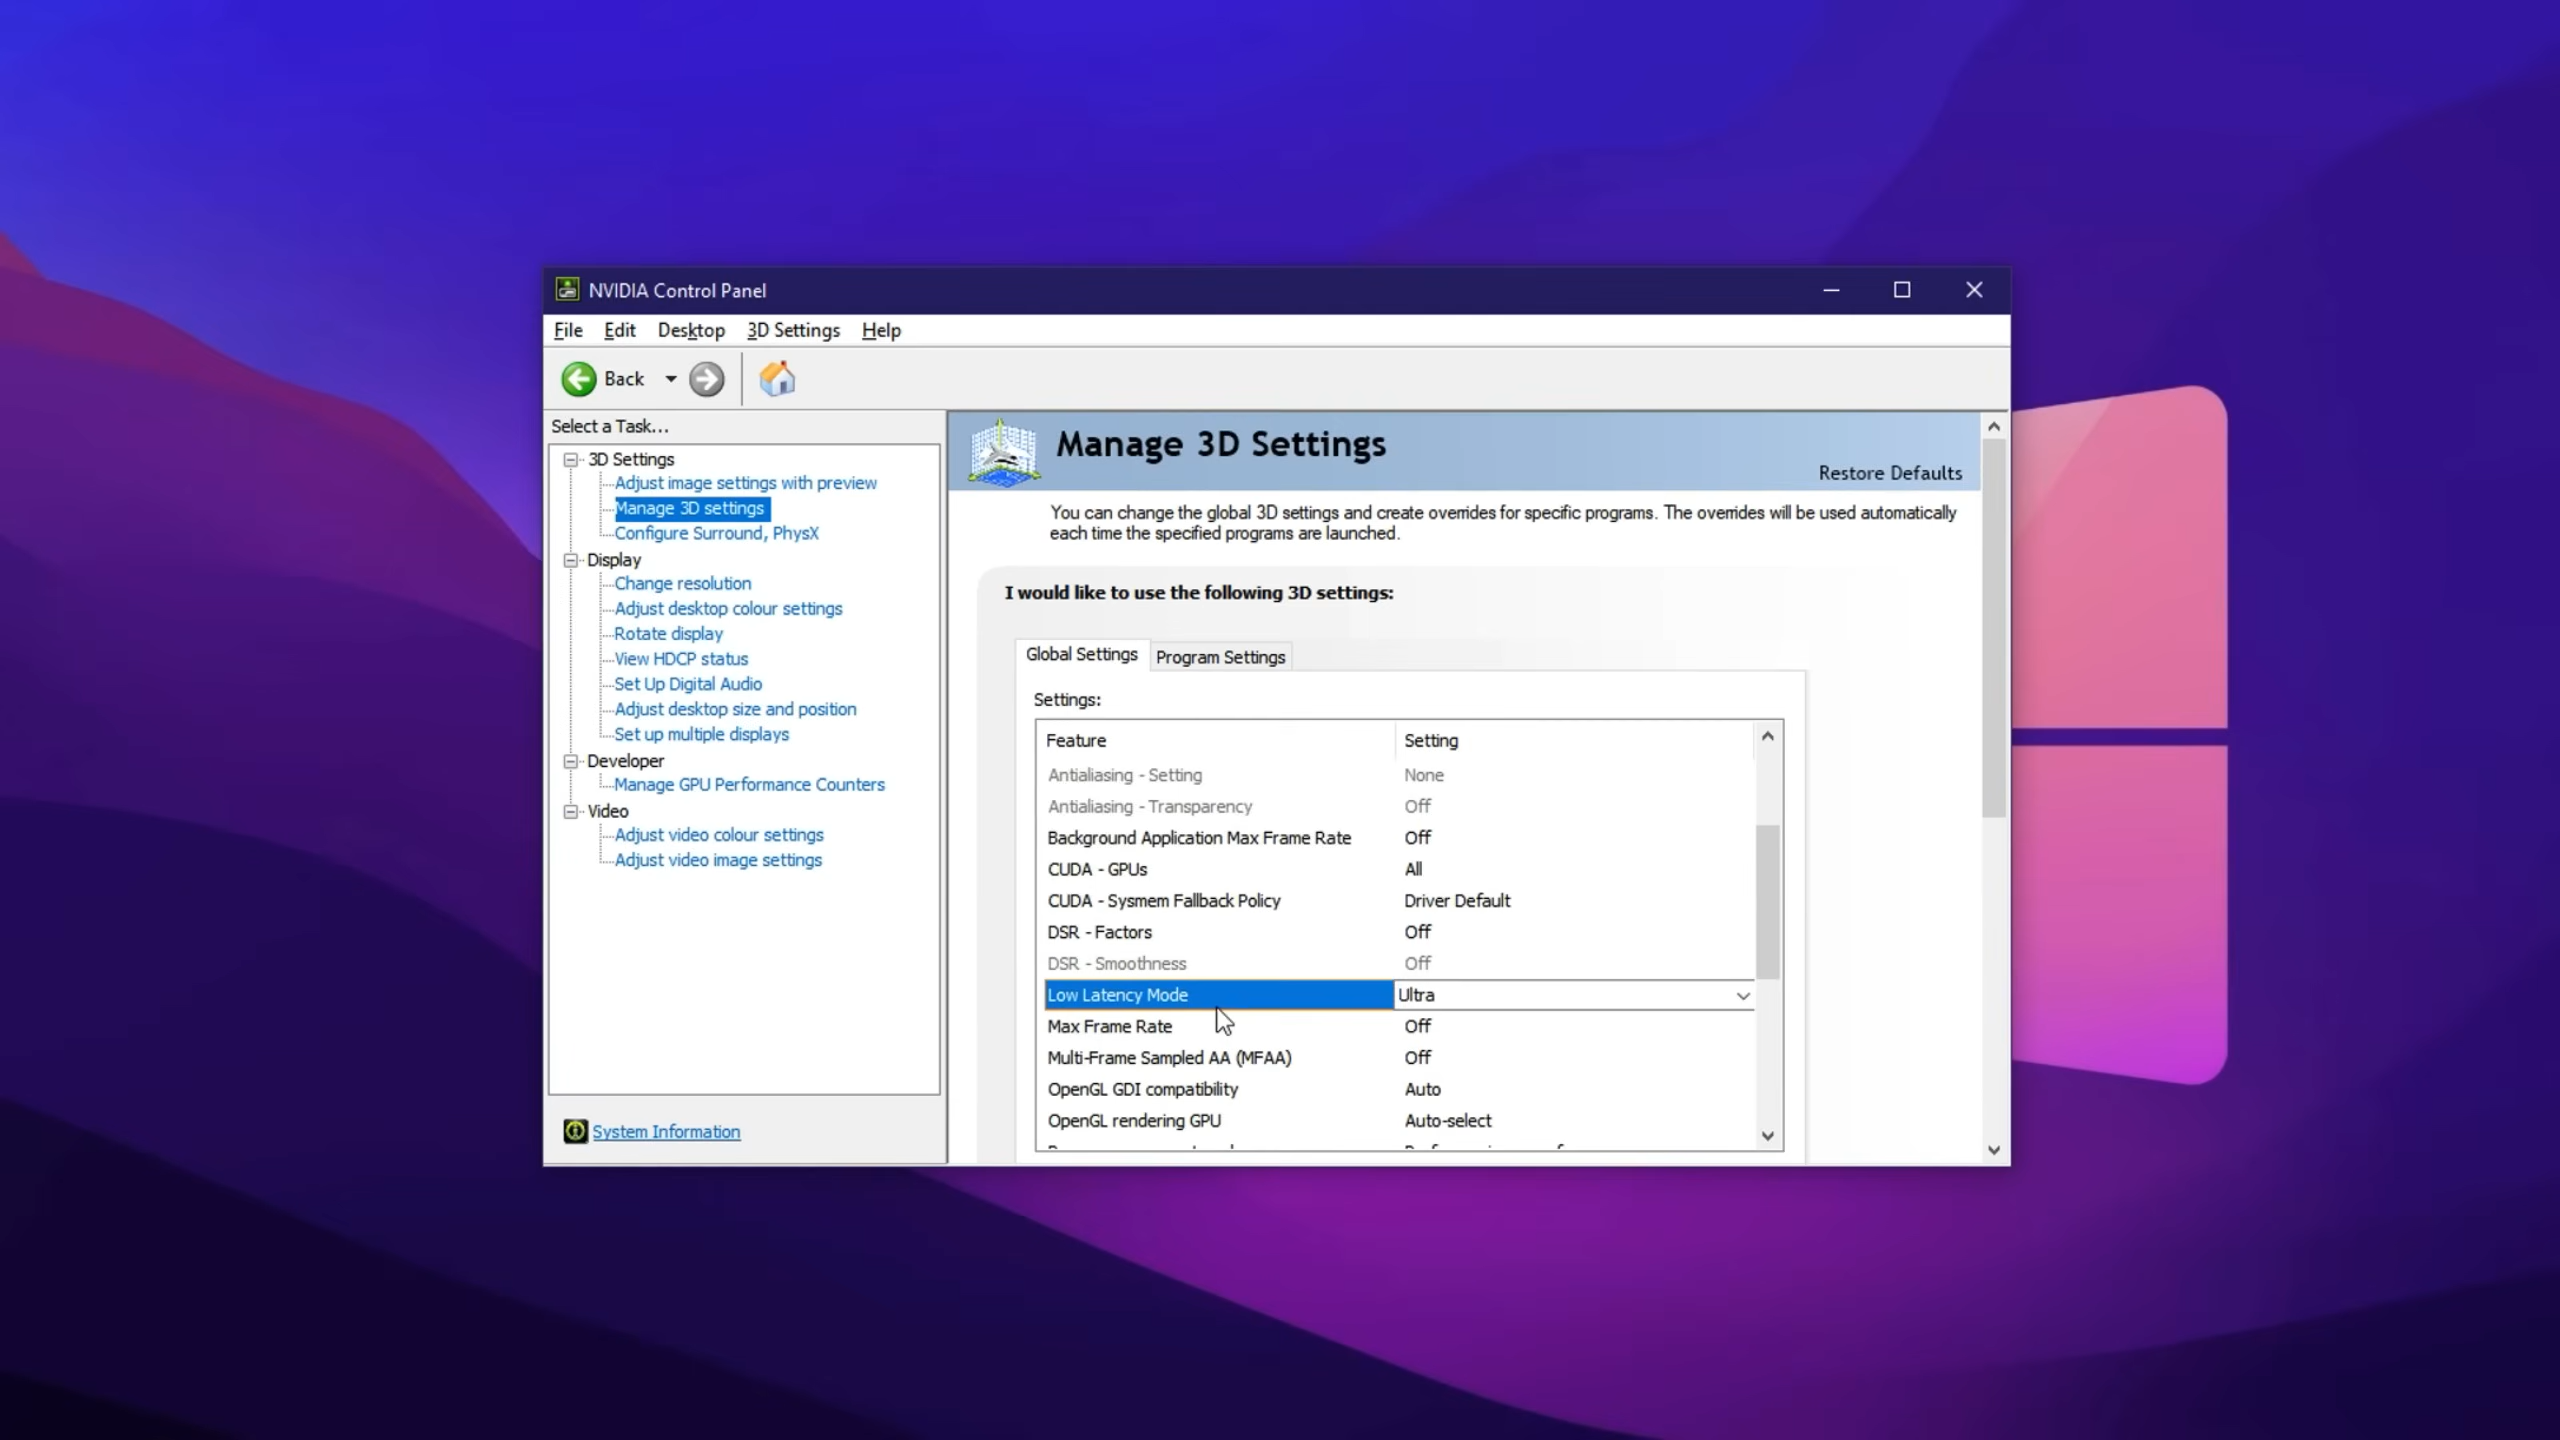 NVIDIA Control Panel
File Edit Desktop 3D Settings Help
Back
Select a Task...
3D Settings
Adjust image settings with preview
Manage 3D settings
Configure Surround, PhysX
Display
Change resolution
Adjust desktop colour settings
Rotate display
View HDCP status
Set Up Digital Audio
Adjust desktop size and position
Set up multiple displays
Developer
Manage GPU Performance Counters
Video
Adjust video colour settings
Adjust video image settings
System Information
Manage 3D Settings
Restore Defaults
You can change the global 3D settings and create overrides for specific programs. The overrides will be used automatically
each time the specified programs are launched.
I would like to use the following 3D settings:
Global Settings Program Settings
Settings:
Feature Setting
Antialiasing - Setting None
Antialiasing - Transparency Off
Background Application Max Frame Rate Off
CUDA - GPUs All
CUDA - Sysmem Fallback Policy Driver Default
DSR - Factors Off
DSR - Smoothness Off
Low Latency Mode Ultra
Max Frame Rate Off
Multi-Frame Sampled AA (MFAA) Off
OpenGL GDI compatibility Auto
OpenGL rendering GPU Auto-select